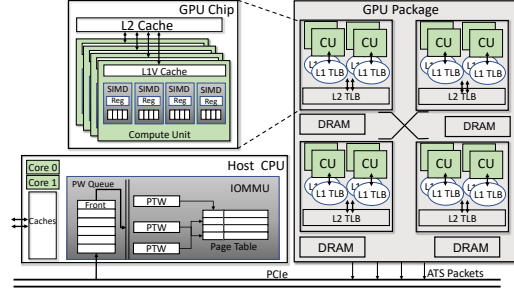 GPU Chip
L2 Cache
L1V Cache
SIMD SIMD SIMD SIMD
Reg Reg Reg Reg
Compute Unit
GPU Package
CU CU
L1 TLB L1 TLB
L2 TLB
CU CU
L1 TLB L1 TLB
L2 TLB
DRAM DRAM
CU CU
L1 TLB L1 TLB
L2 TLB
CU CU
L1 TLB L1 TLB
L2 TLB
DRAM DRAM
Host CPU
Core 0
Core 1
Caches
PW Queue
Front
IOMMU
PTW
PTW
PTW
Page Table
PCIe
ATS Packets